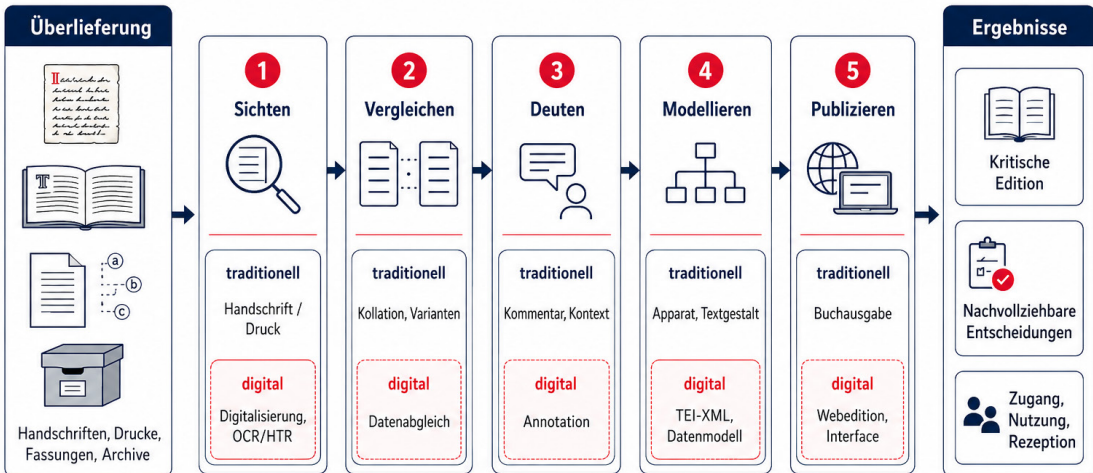 Überlieferung
T
a
b
c
Handschriften, Drucke,
Fassungen, Archive
1
Sichten
traditionell
Handschrift /
Druck
digital
Digitalisierung,
OCR/HTR
2
Vergleichen
traditionell
Kollation, Varianten
digital
Datenabgleich
3
Deuten
traditionell
Kommentar, Kontext
digital
Annotation
4
Modellieren
traditionell
Apparat, Textgestalt
digital
TEI-XML,
Datenmodell
5
Publizieren
traditionell
Buchausgabe
digital
Webedition,
Interface
Ergebnisse
Kritische
Edition
Nachvollziehbare
Entscheidungen
Zugang,
Nutzung,
Rezeption